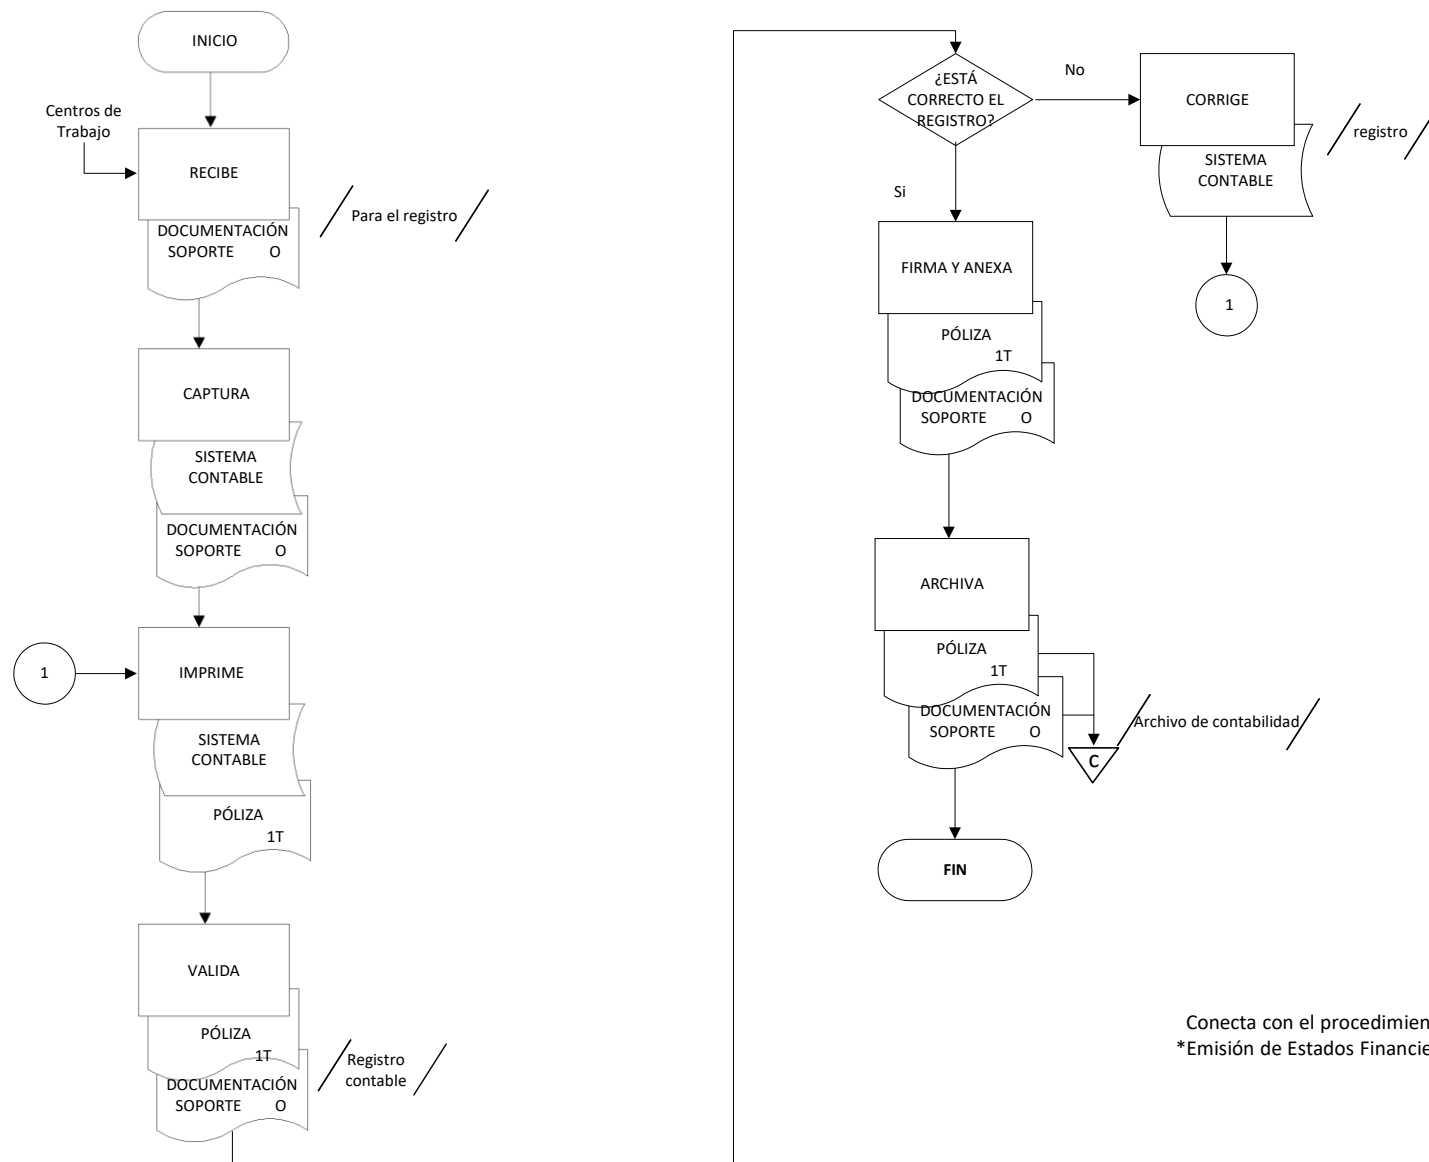 INICIO
Centros de
Trabajo
RECIBE
DOCUMENTACIÓN
SOPORTE O
Para el registro
CAPTURA
SISTEMA
CONTABLE
DOCUMENTACIÓN
SOPORTE O
1
IMPRIME
SISTEMA
CONTABLE
PÓLIZA
1T
VALIDA
PÓLIZA
1T
DOCUMENTACIÓN
SOPORTE O
Registro
contable
¿ESTÁ
CORRECTO EL
REGISTRO?
No
CORRIGE
SISTEMA
CONTABLE
registro
1
Si
FIRMA Y ANEXA
PÓLIZA
1T
DOCUMENTACIÓN
SOPORTE O
ARCHIVA
PÓLIZA
1T
DOCUMENTACIÓN
SOPORTE O
C
Archivo de contabilidad
FIN
Conecta con el procedimien
*Emisión de Estados Financie